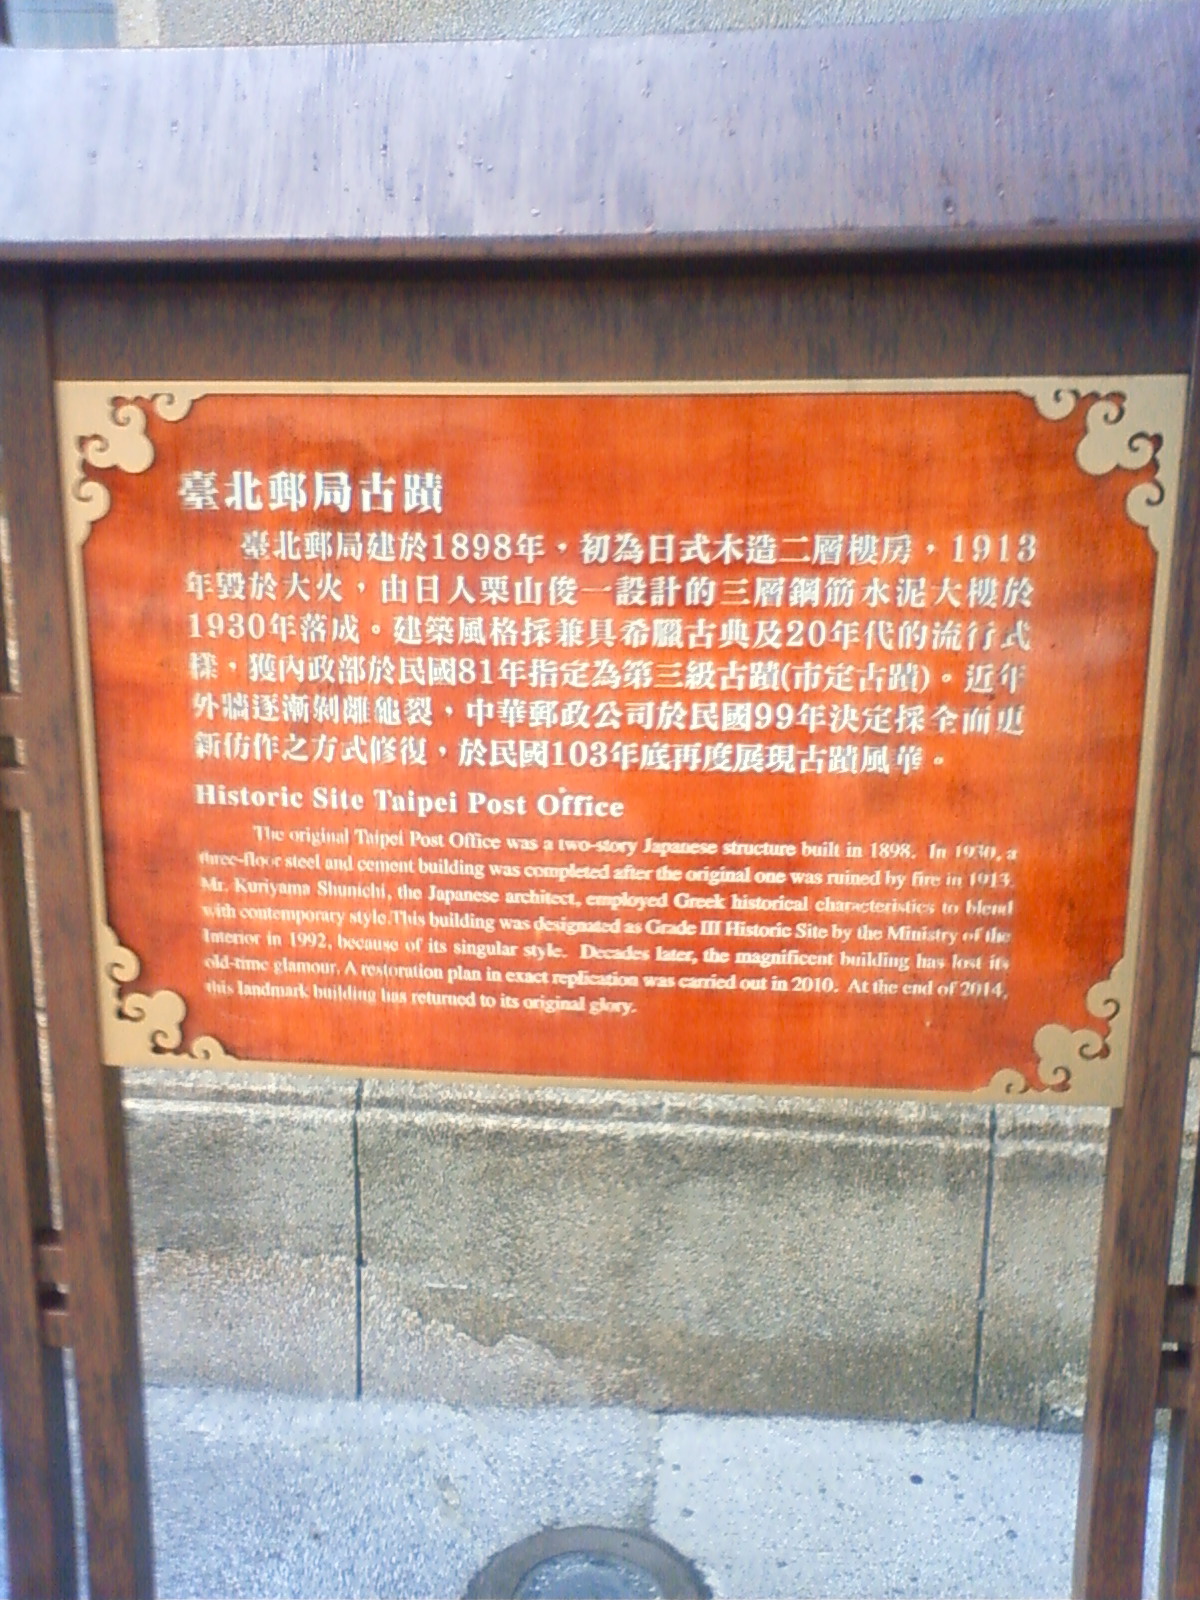 臺北郵局古蹟
臺北郵局建於1898年，初為日式木造二層樓房，1913
年毀於大火，由日人栗山俊一設計的三層鋼筋水泥大樓於
1930年落成。建築風格採兼具希臘古典及20年代的流行式
樣，獲內政部於民國81年指定為第三級古蹟(市定古蹟)。近年
外牆逐漸剝離龜裂，中華郵政公司於民國99年決定採全面更
新仿作之方式修復，於民國103年底再度展現古蹟風華。
Historic Site Taipei Post Office
The original Taipei Post Office was a two-story Japanese structure built in 1898. In 1930, a
three-floor steel and cement building was completed after the original one was ruined by fire in 1913.
Mr. Kuriyama Shunichi, the Japanese architect, employed Greek historical characteristics to blend
with contemporary style.This building was designated as Grade III Historic Site by the Ministry of the
Interior in 1992, because of its singular style. Decades later, the magnificent building has lost its
old-time glamour. A restoration plan in exact replication was carried out in 2010. At the end of 2014,
this landmark building has returned to its original glory.